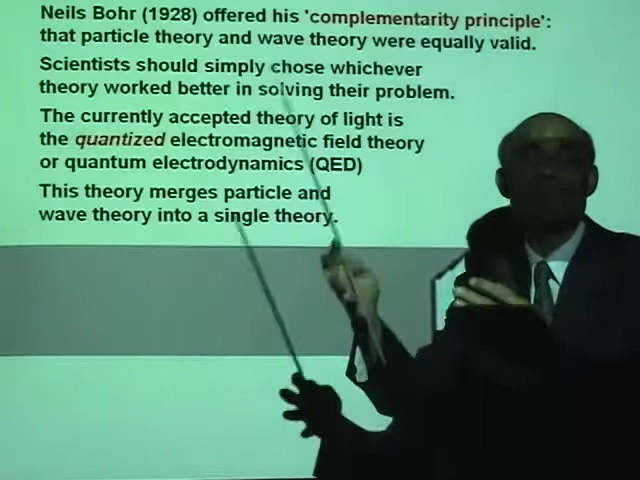 Neils Bohr (1928) offered his 'complementarity principle':
that particle theory and wave theory were equally valid.
Scientists should simply chose whichever
theory worked better in solving their problem.
The currently accepted theory of light is
the quantized electromagnetic field theory
or quantum electrodynamics (QED)
This theory merges particle and
wave theory into a single theory.